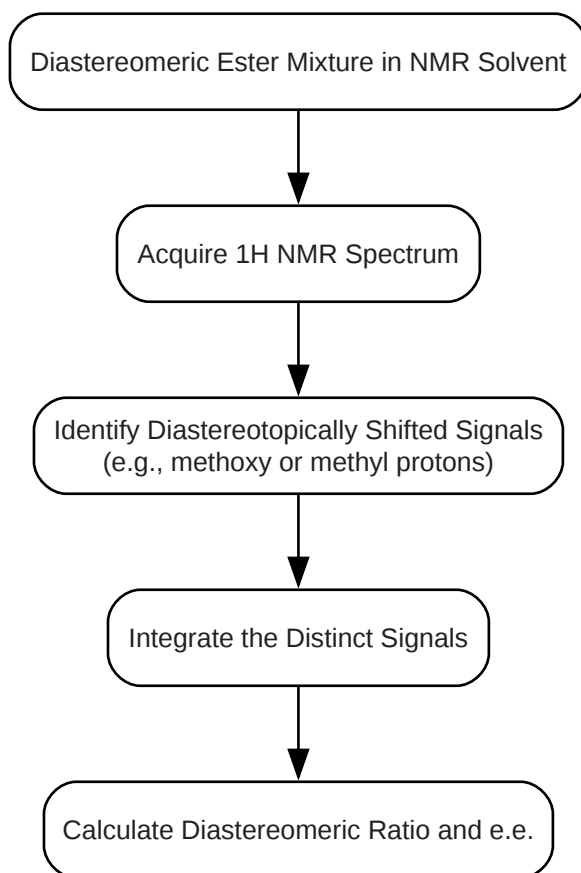 Diastereomeric Ester Mixture in NMR Solvent
Acquire 1H NMR Spectrum
Identify Diastereotopically Shifted Signals
(e.g., methoxy or methyl protons)
Integrate the Distinct Signals
Calculate Diastereomeric Ratio and e.e.